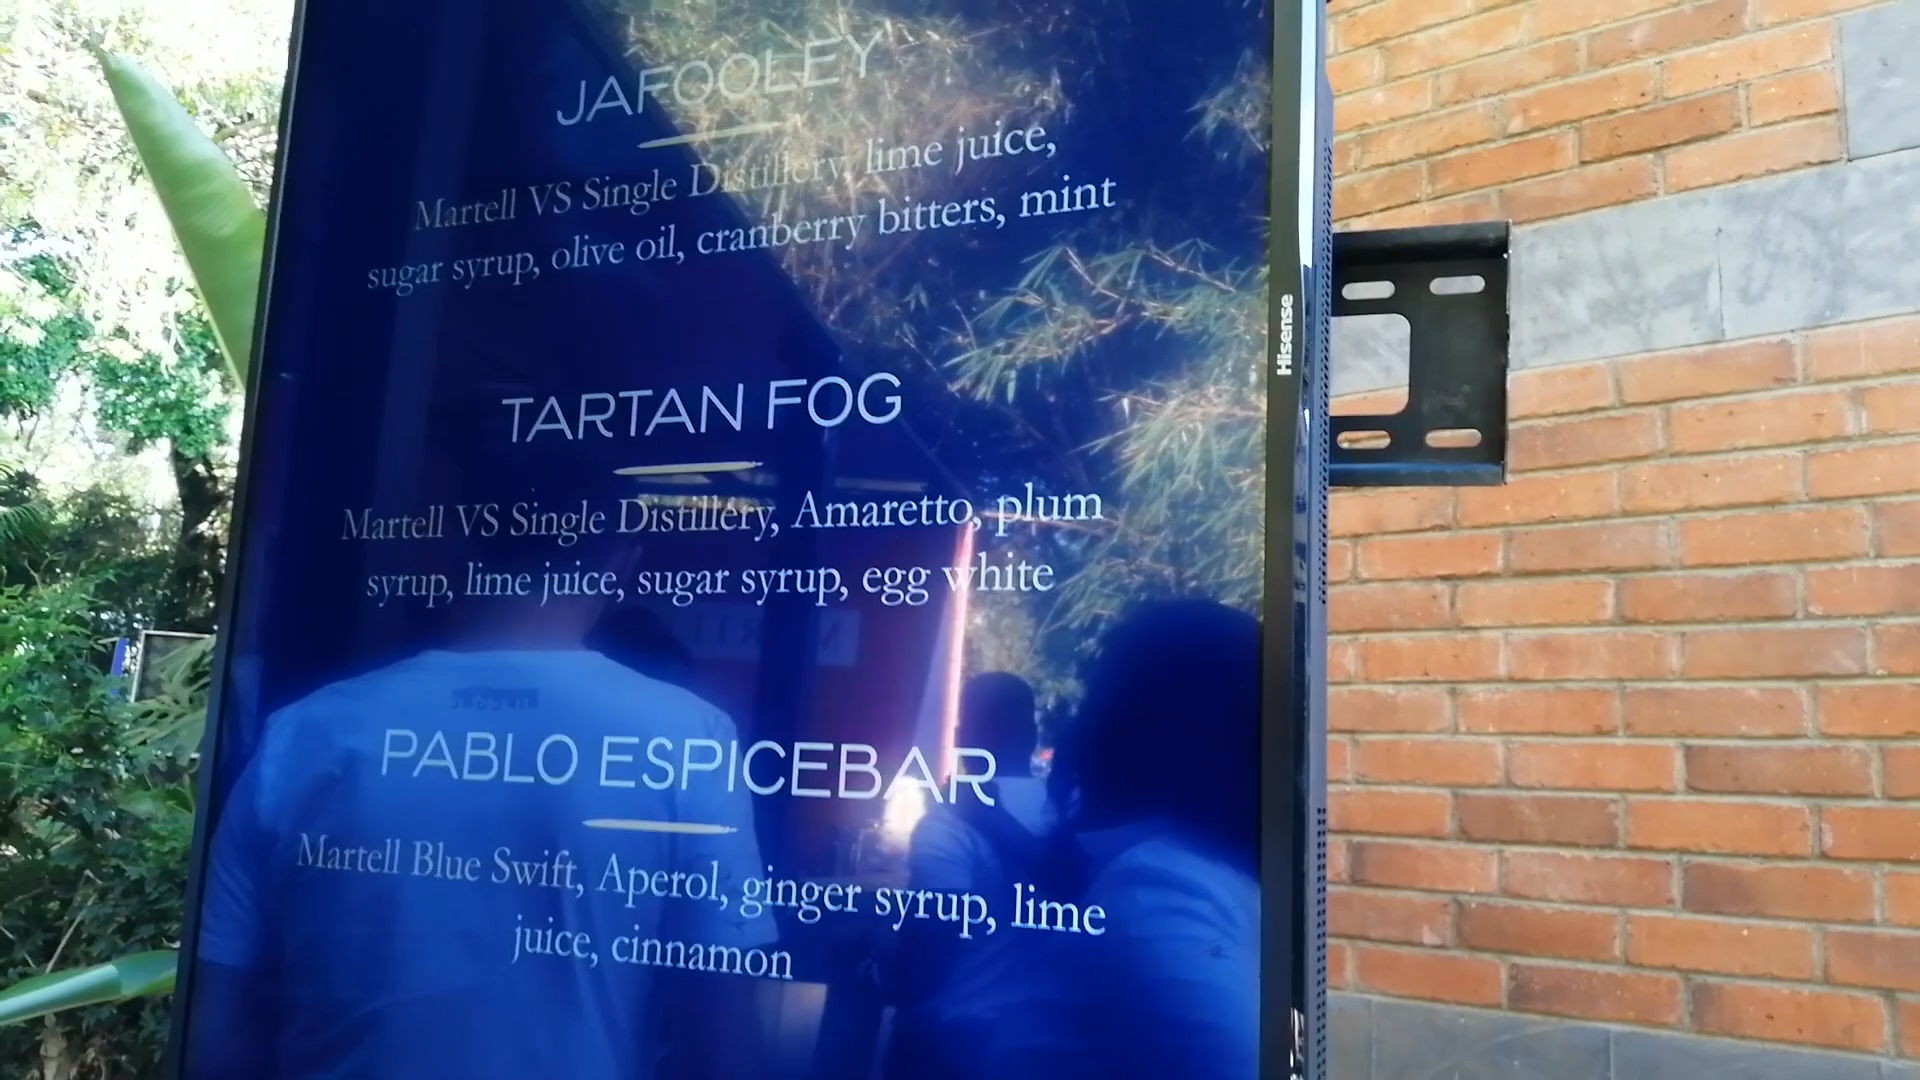 JAFOOLEY
Martell VS Single Distillery, lime juice,
sugar syrup, olive oil, cranberry bitters, mint
TARTAN FOG
Martell VS Single Distillery, Amaretto, plum
syrup, lime juice, sugar syrup, egg white
PABLO ESPICEBAR
Martell Blue Swift, Aperol, ginger syrup, lime
juice, cinnamon
Hisense